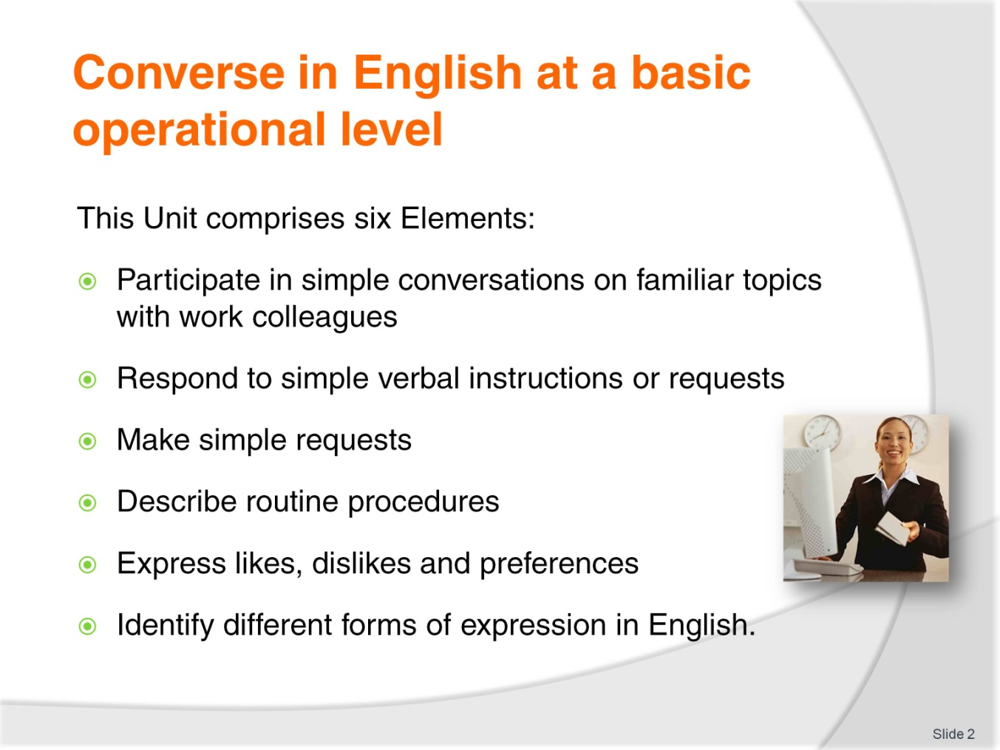 Converse in English at a basic
operational level
This Unit comprises six Elements:
Participate in simple conversations on familiar topics
with work colleagues
Respond to simple verbal instructions or requests
Make simple requests
Describe routine procedures
Express likes, dislikes and preferences
Identify different forms of expression in English.
Slide 2